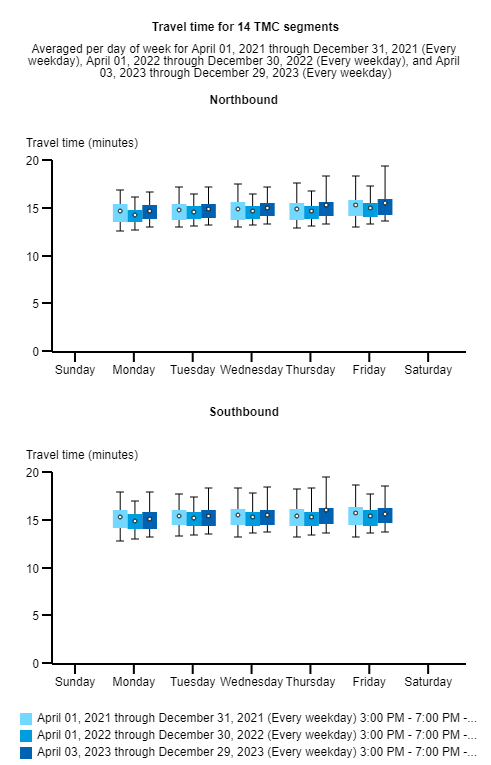 Travel time for 14 TMC segments
Averaged per day of week for April 01, 2021 through December 31, 2021 (Every
weekday), April 01, 2022 through December 30, 2022 (Every weekday), and April
03, 2023 through December 29, 2023 (Every weekday)
Northbound
Travel time (minutes)
20
15
10
5
0
Sunday Monday Tuesday Wednesday Thursday Friday Saturday
Southbound
Travel time (minutes)
20
15
10
5
0
Sunday Monday Tuesday Wednesday Thursday Friday Saturday
April 01, 2021 through December 31, 2021 (Every weekday) 3:00 PM - 7:00 PM -...
April 01, 2022 through December 30, 2022 (Every weekday) 3:00 PM - 7:00 PM -...
April 03, 2023 through December 29, 2023 (Every weekday) 3:00 PM - 7:00 PM -...